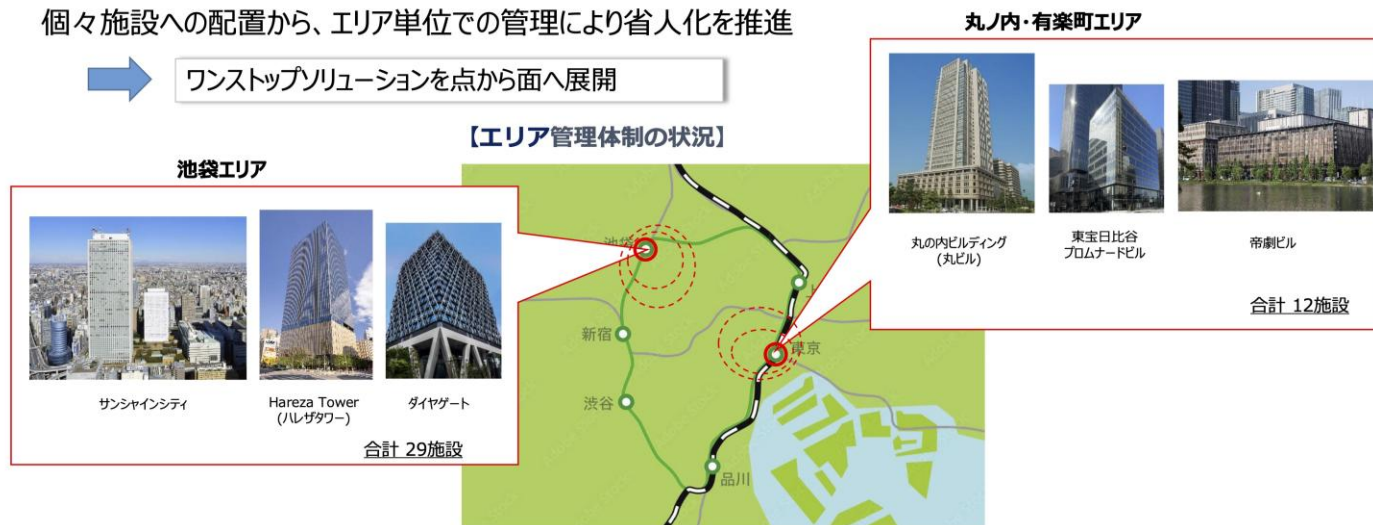 個々施設への配置から、エリア単位での管理により省人化を推進
ワンストップソリューションを点から面へ展開
【エリア管理体制の状況】
池袋エリア
サンシャインシティ
Hareza Tower
(ハレザタワー)
ダイヤゲート
合計 29施設
丸ノ内・有楽町エリア
丸の内ビルディング
(丸ビル)
東宝日比谷
プロムナードビル
帝劇ビル
合計 12施設
池袋
新宿
渋谷
品川
東京